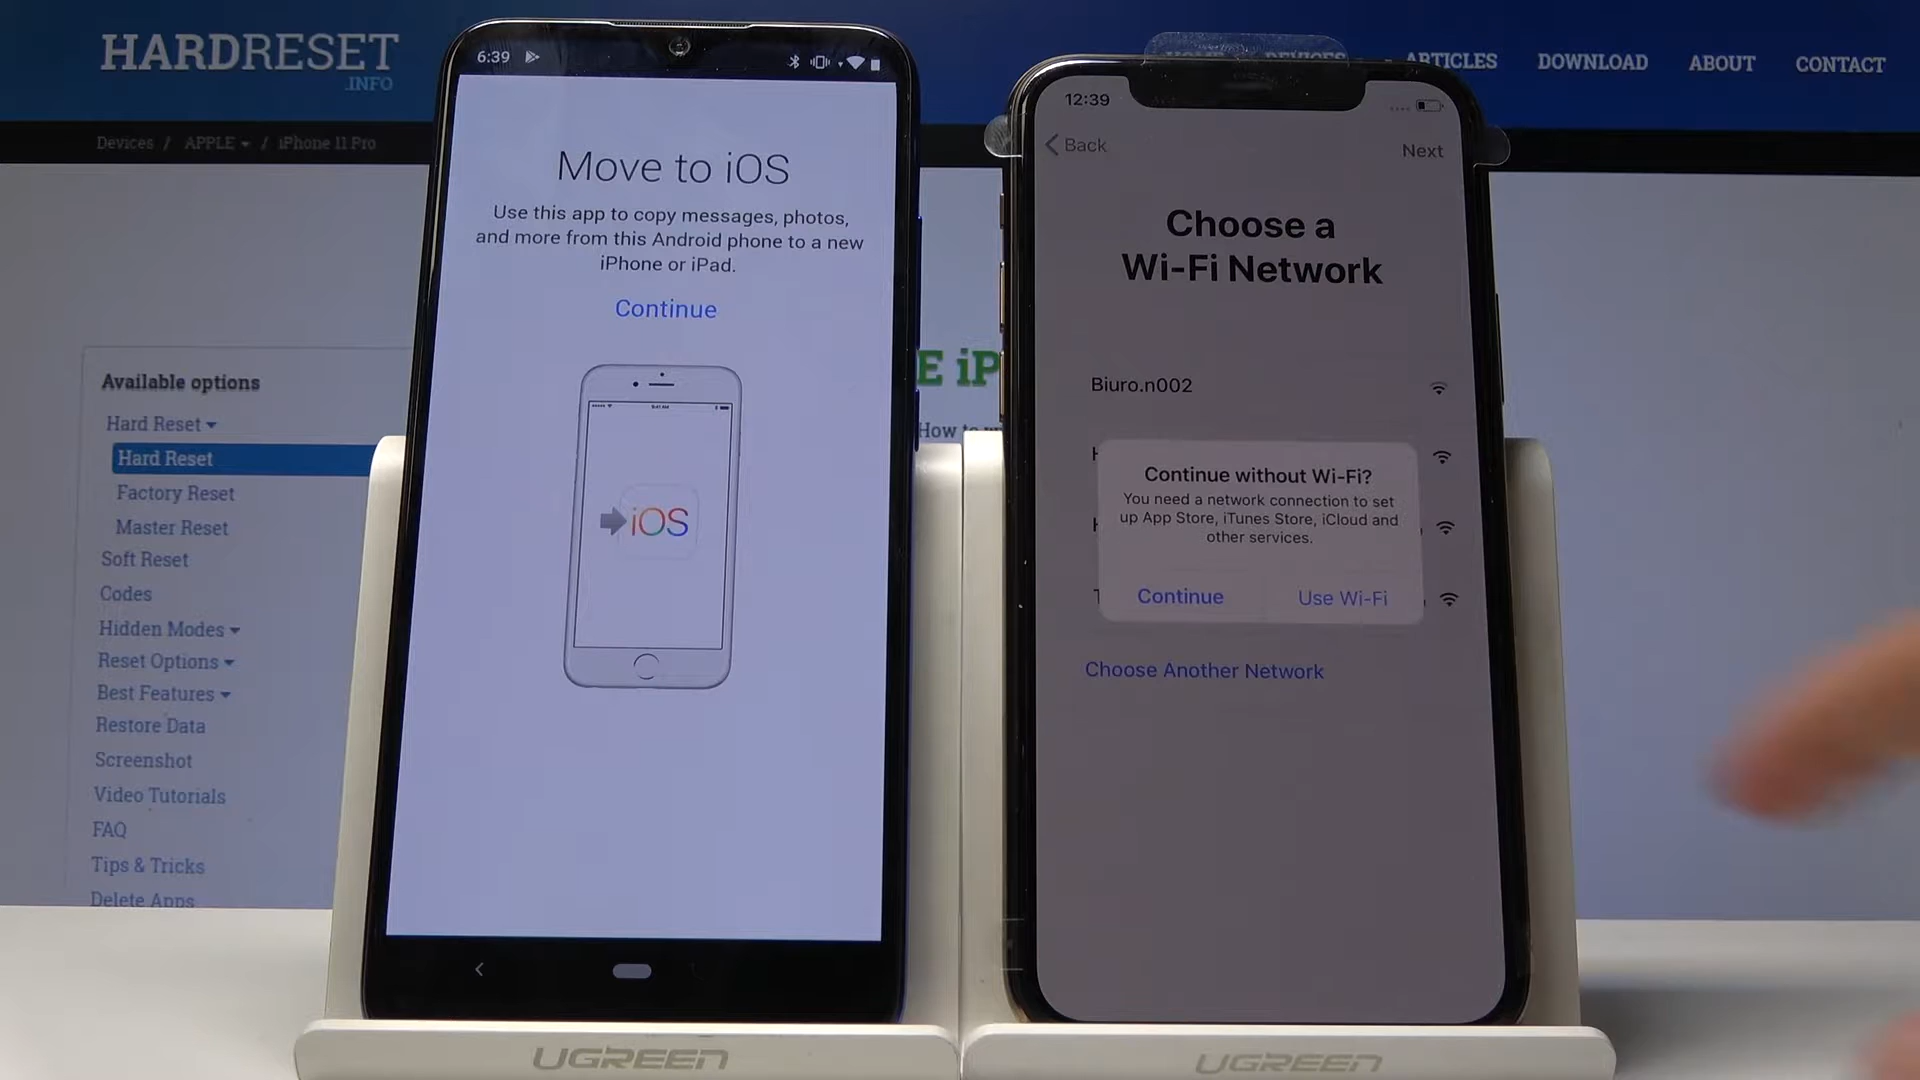 HARDRESET
.INFO
HOME
DEVICES
ARTICLES
DOWNLOAD
ABOUT
CONTACT
Devices / APPLE / iPhone 11 Pro
Available options
Hard Reset
Hard Reset
Factory Reset
Master Reset
Soft Reset
Codes
Hidden Modes
Reset Options
Best Features
Restore Data
Screenshot
Video Tutorials
FAQ
Tips & Tricks
Delete Apps
E iP
How to
6:39
Move to iOS
Use this app to copy messages, photos,
and more from this Android phone to a new
iPhone or iPad.
Continue
iOS
12:39
Back
Next
Choose a
Wi-Fi Network
Biuro.n002
Continue without Wi-Fi?
You need a network connection to set
up App Store, iTunes Store, iCloud and
other services.
Continue
Use Wi-Fi
Choose Another Network
UGREEN
UGREEN